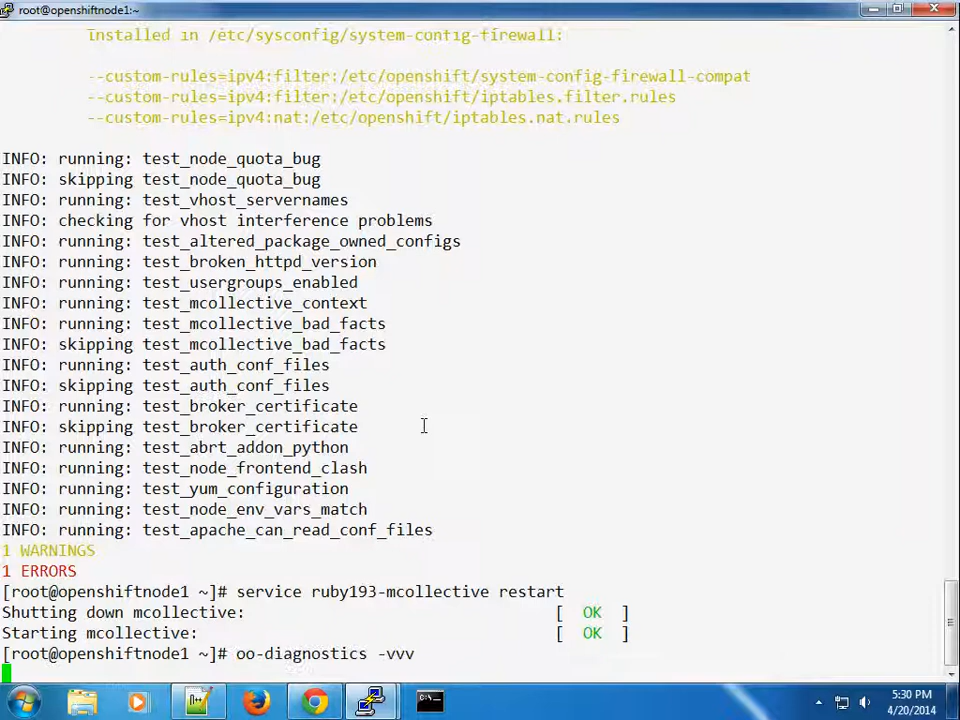 root@openshiftnode1:~
installed in /etc/sysconfig/system-config-firewall:
--custom-rules=ipv4:filter:/etc/openshift/system-config-firewall-compat
--custom-rules=ipv4:filter:/etc/openshift/iptables.filter.rules
--custom-rules=ipv4:nat:/etc/openshift/iptables.nat.rules
INFO: running: test_node_quota_bug
INFO: skipping test_node_quota_bug
INFO: running: test_vhost_servernames
INFO: checking for vhost interference problems
INFO: running: test_altered_package_owned_configs
INFO: running: test_broken_httpd_version
INFO: running: test_usergroups_enabled
INFO: running: test_mcollective_context
INFO: running: test_mcollective_bad_facts
INFO: skipping test_mcollective_bad_facts
INFO: running: test_auth_conf_files
INFO: skipping test_auth_conf_files
INFO: running: test_broker_certificate
INFO: skipping test_broker_certificate
INFO: running: test_abrt_addon_python
INFO: running: test_node_frontend_clash
INFO: running: test_yum_configuration
INFO: running: test_node_env_vars_match
INFO: running: test_apache_can_read_conf_files
1 WARNINGS
1 ERRORS
[root@openshiftnode1 ~]# service ruby193-mcollective restart
Shutting down mcollective: [ OK ]
Starting mcollective: [ OK ]
[root@openshiftnode1 ~]# oo-diagnostics -vvv
5:30 PM
4/20/2014